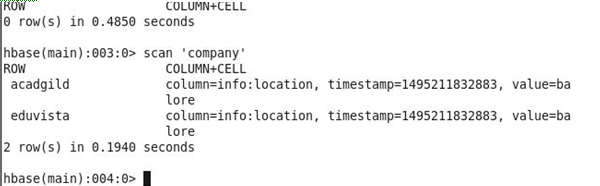 ROW COLUMN+CELL
0 row(s) in 0.4850 seconds
hbase(main):003:0> scan 'company'
ROW COLUMN+CELL
acadgild column=info:location, timestamp=1495211832883, value=ba
lore
eduvista column=info:location, timestamp=1495211832883, value=ba
lore
2 row(s) in 0.1940 seconds
hbase(main):004:0>